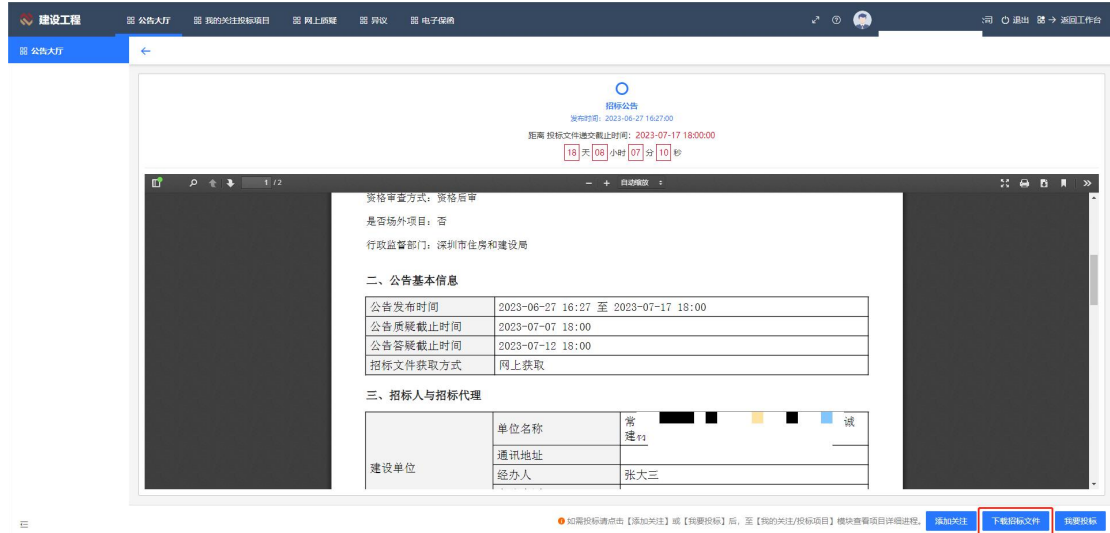 建设工程
公告大厅 我的关注投标项目 网上质疑 异议 电子保函
退出 返回工作台
公告大厅
招标公告
发布时间：2023-06-27 16:27:00
距离 投标文件递交截止时间：2023-07-17 18:00:00
18 天 08 小时 07 分 10 秒
1 / 2
自动缩放
资格审查方式：资格后审
是否场外项目：否
行政监督部门：深圳市住房和建设局
二、公告基本信息
公告发布时间 2023-06-27 16:27 至 2023-07-17 18:00
公告质疑截止时间 2023-07-07 18:00
公告答疑截止时间 2023-07-12 18:00
招标文件获取方式 网上获取
三、招标人与招标代理
建设单位
单位名称 常 诚
建
通讯地址
经办人 张大三
如需投标请点击【添加关注】或【我要投标】后，至【我的关注/投标项目】模块查看项目详细进程。
添加关注 下载招标文件 我要投标